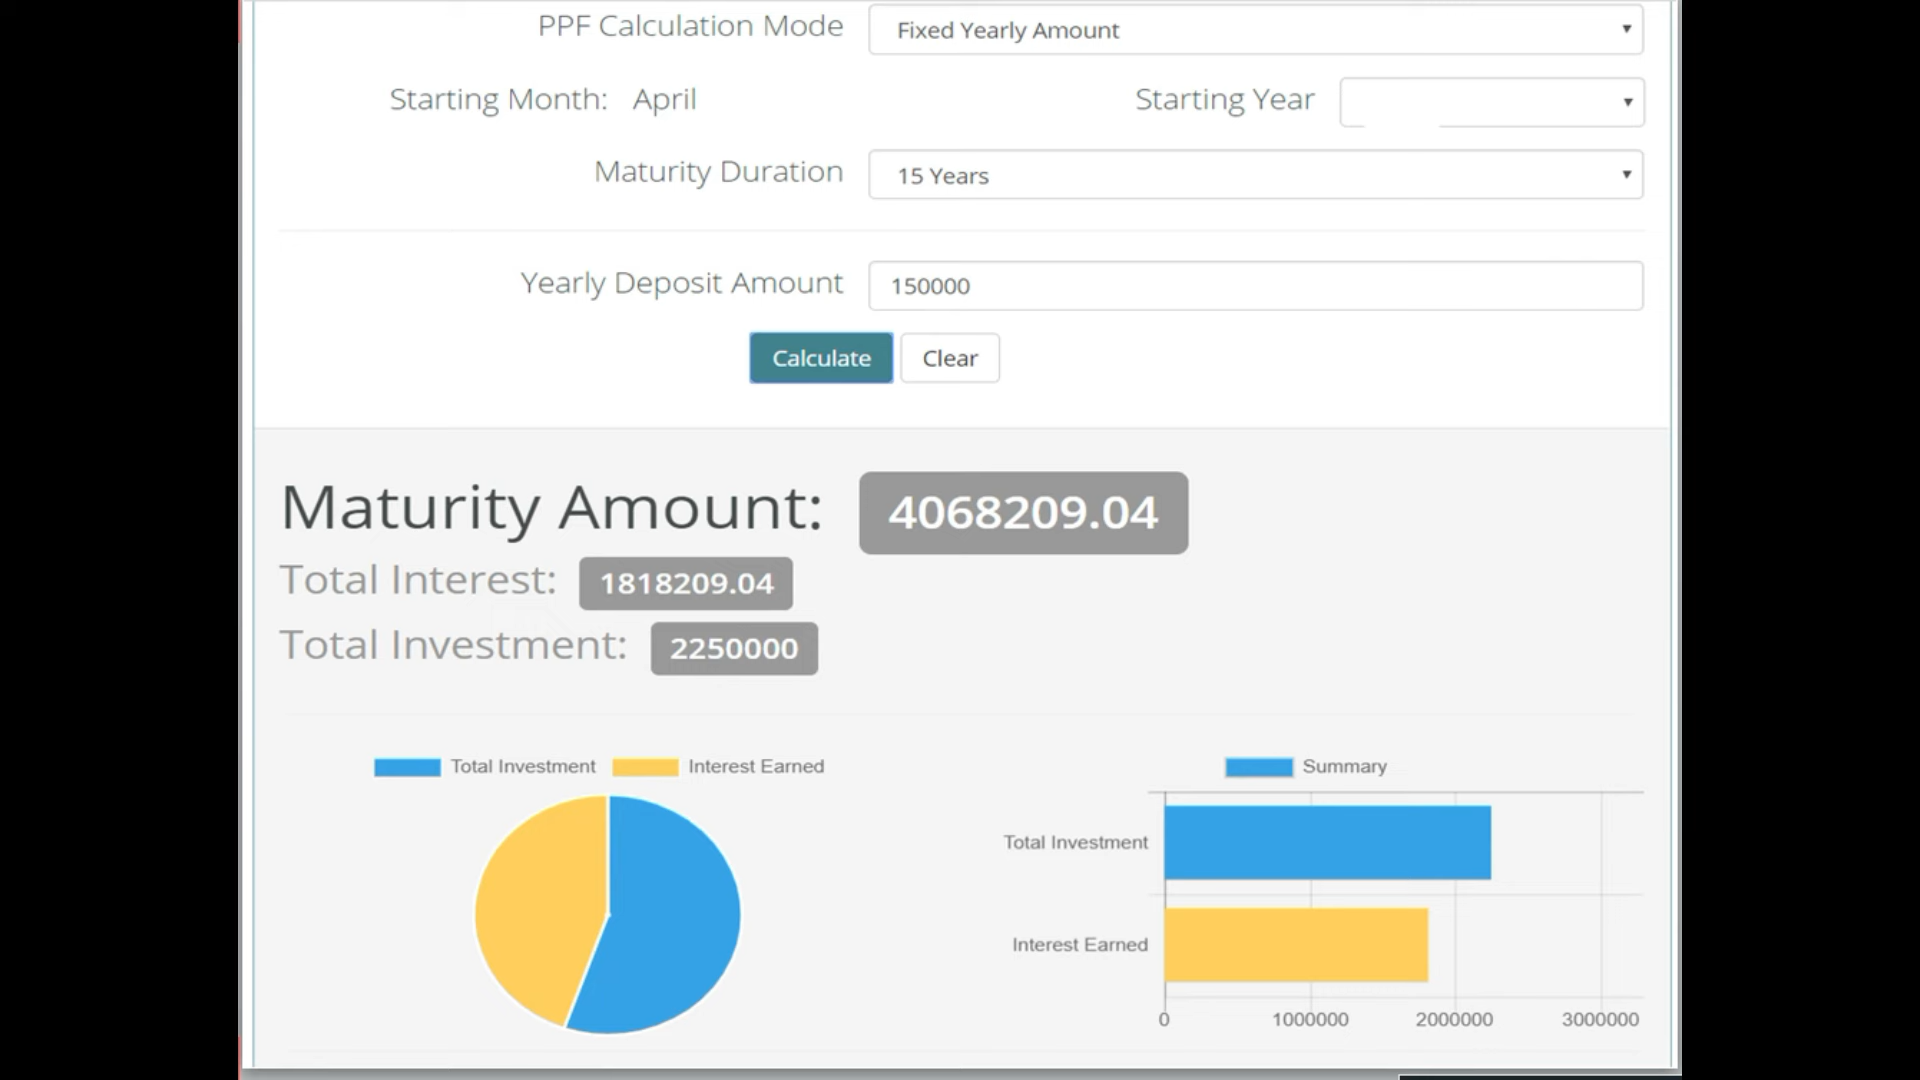 PPF Calculation Mode Fixed Yearly Amount
Starting Month: April Starting Year
Maturity Duration 15 Years
Yearly Deposit Amount 150000
Calculate Clear
Maturity Amount: 4068209.04
Total Interest: 1818209.04
Total Investment: 2250000
Total Investment Interest Earned
Summary
Total Investment
Interest Earned
0 1000000 2000000 3000000